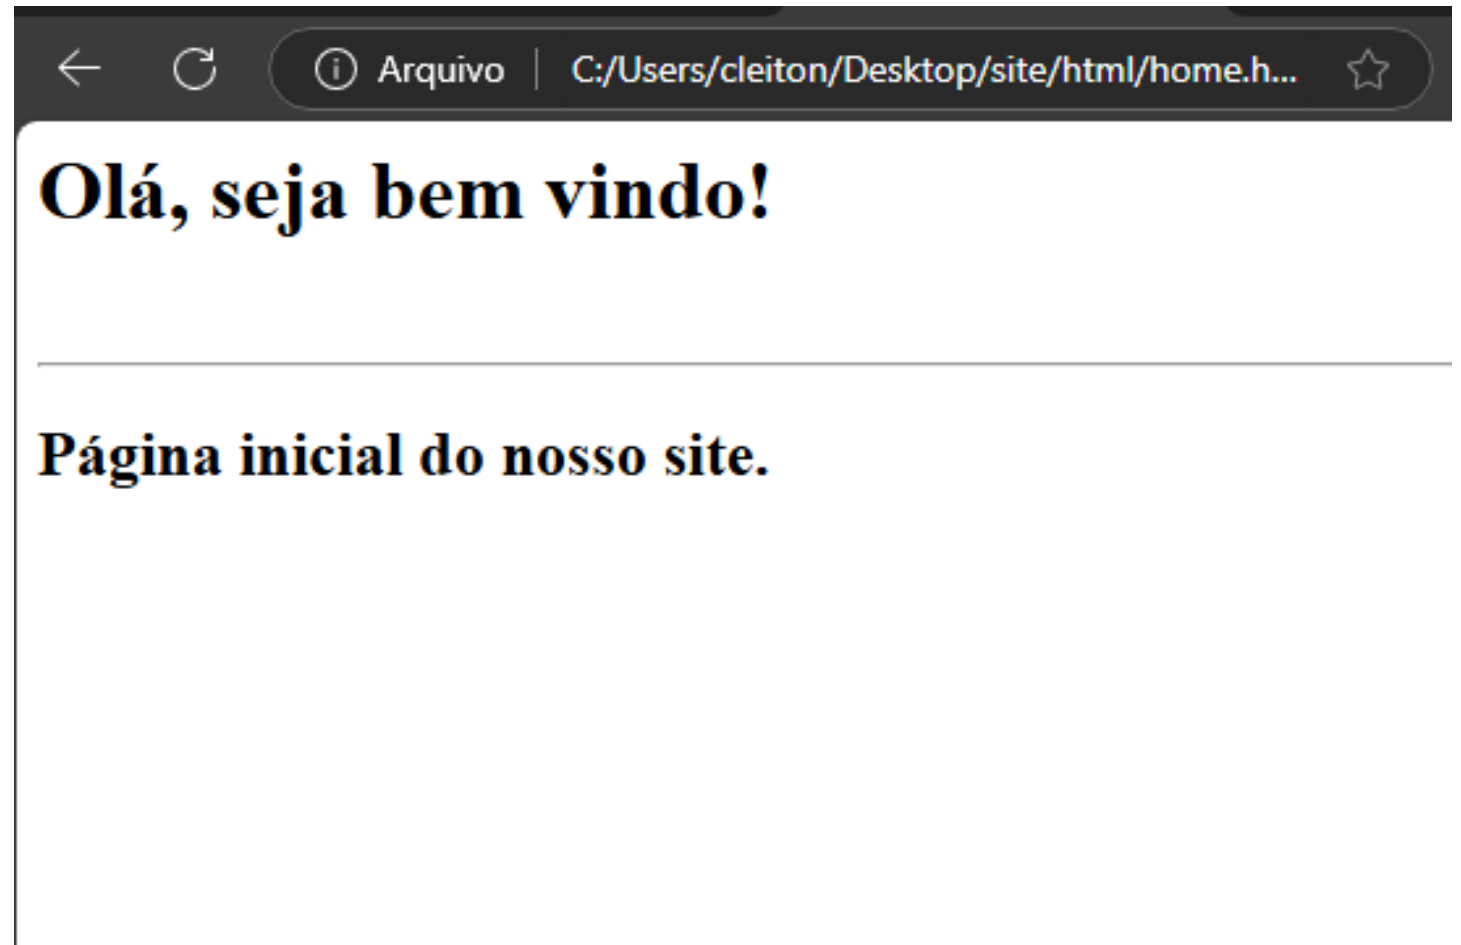 Arquivo C:/Users/cleiton/Desktop/site/html/home.h...
Olá, seja bem vindo!
Página inicial do nosso site.